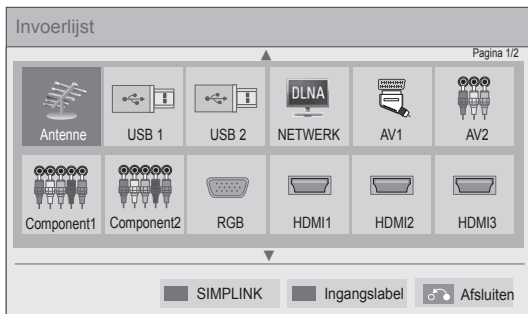 Invoerlijst
Pagina 1/2
DLNA
Antenne USB 1 USB 2 NETWERK AV1 AV2
Component1 Component2 RGB HDMI1 HDMI2 HDMI3
SIMPLINK Ingangslabel Afsluiten